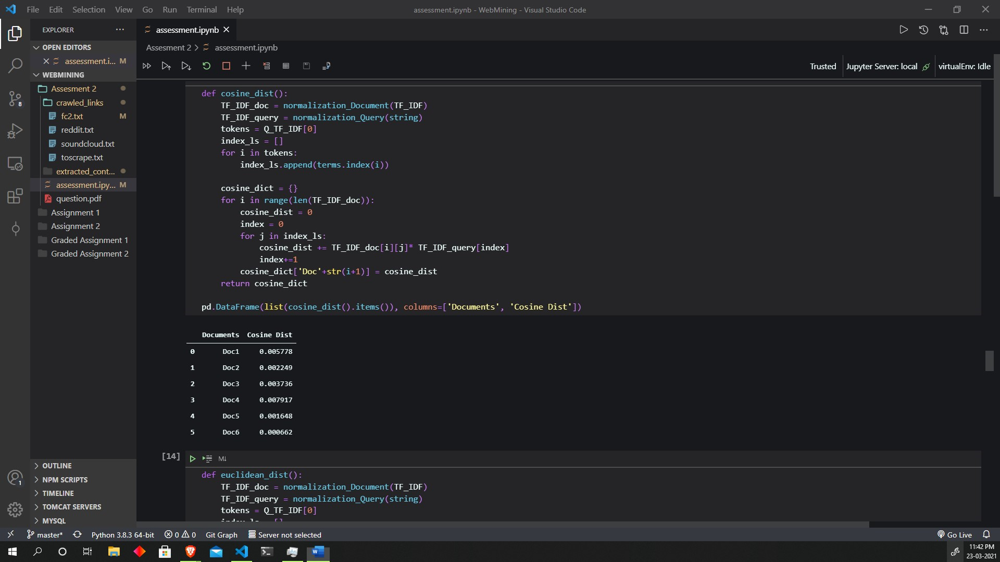 File Edit Selection View Go Run Terminal Help
assessment.ipynb - WebMining - Visual Studio Code
EXPLORER
OPEN EDITORS
assessment.i... M
WEBMINING
Assesment 2
crawled_links
fc2.txt M
reddit.txt
soundcloud.txt
toscrape.txt
extracted_cont...
assessment.ipy... M
question.pdf
Assignment 1
Assignment 2
Graded Assignment 1
Graded Assignment 2
OUTLINE
NPM SCRIPTS
TIMELINE
TOMCAT SERVERS
MYSQL
8
1
assessment.ipynb
Assesment 2 > assessment.ipynb
Trusted Jupyter Server: local virtualEnv: Idle
def cosine_dist():
    TF_IDF_doc = normalization_Document(TF_IDF)
    TF_IDF_query = normalization_Query(string)
    tokens = Q_TF_IDF[0]
    index_ls = []
    for i in tokens:
        index_ls.append(terms.index(i))
    cosine_dict = {}
    for i in range(len(TF_IDF_doc)):
        cosine_dist = 0
        index = 0
        for j in index_ls:
            cosine_dist += TF_IDF_doc[i][j]* TF_IDF_query[index]
            index+=1
        cosine_dict['Doc'+str(i+1)] = cosine_dist
    return cosine_dict
pd.DataFrame(list(cosine_dist().items()), columns=['Documents', 'Cosine Dist'])
Documents Cosine Dist
0 Doc1 0.005778
1 Doc2 0.002249
2 Doc3 0.003736
3 Doc4 0.007917
4 Doc5 0.001648
5 Doc6 0.000662
[14] M↓
def euclidean_dist():
    TF_IDF_doc = normalization_Document(TF_IDF)
    TF_IDF_query = normalization_Query(string)
    tokens = Q_TF_IDF[0]
    index_ls = []
master* Python 3.8.3 64-bit 0 0 Git Graph Server not selected Go Live
11:42 PM
23-03-2021